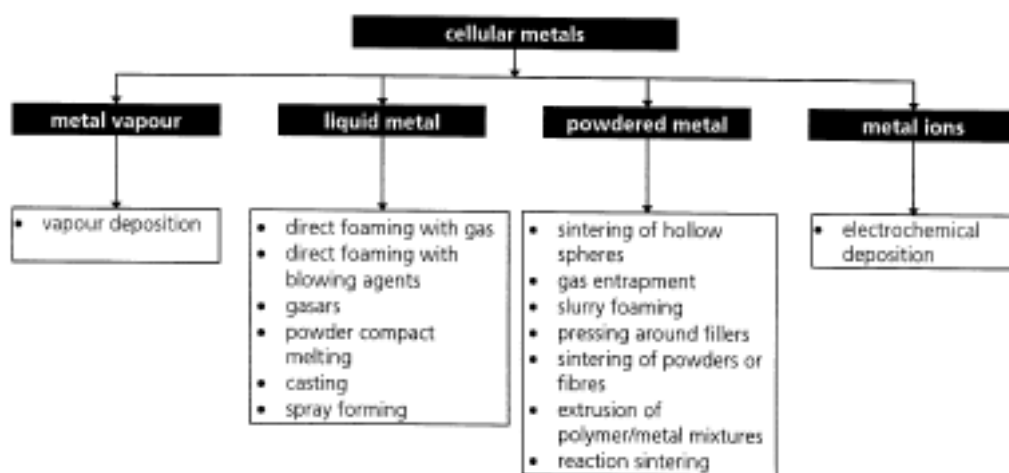 cellular metals
metal vapour
liquid metal
powdered metal
metal ions
• vapour deposition
• direct foaming with gas
• direct foaming with
blowing agents
• gasars
• powder compact
melting
• casting
• spray forming
• sintering of hollow
spheres
• gas entrapment
• slurry foaming
• pressing around fillers
• sintering of powders or
fibres
• extrusion of
polymer/metal mixtures
• reaction sintering
• electrochemical
deposition